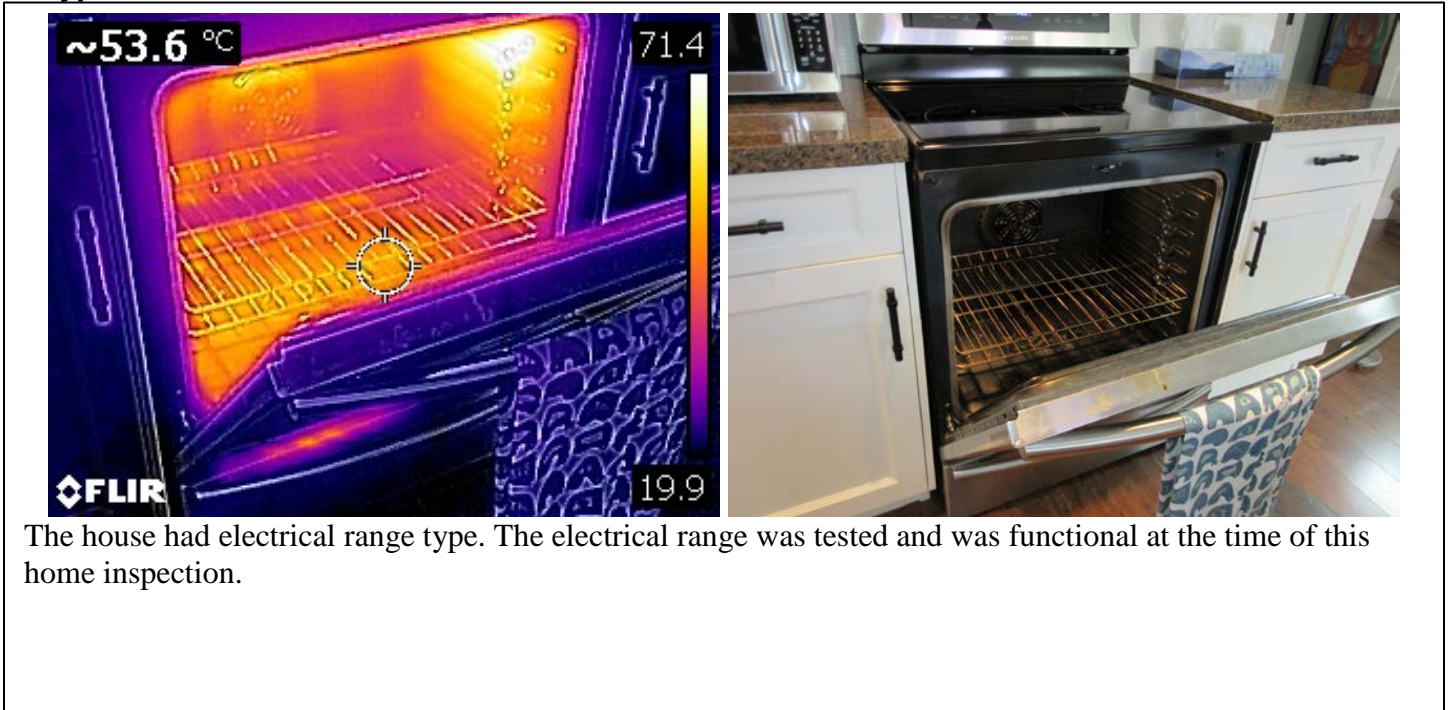 ~53.6 °C
71.4
SAMSUNG
19.9
FLIR
The house had electrical range type. The electrical range was tested and was functional at the time of this
home inspection.